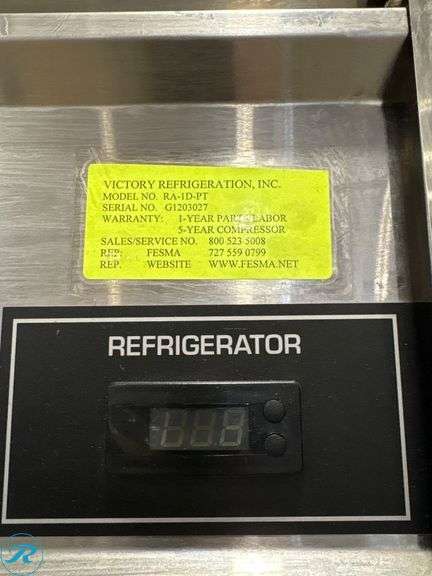 VICTORY REFRIGERATION, INC.
MODEL NO. RA-1D-PT
SERIAL NO. G1203027
WARRANTY: 1-YEAR PARTS LABOR
5-YEAR COMPRESSOR
SALES/SERVICE NO. 800 523 5008
REP: FESMA 727 559 0799
REP. WEBSITE WWW.FESMA.NET
REFRIGERATOR